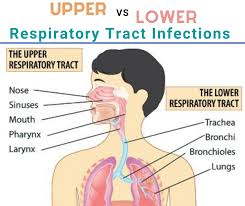 UPPER vs LOWER
Respiratory Tract Infections
THE UPPER
RESPIRATORY TRACT
Nose
Sinuses
Mouth
Pharynx
Larynx
THE LOWER
RESPIRATORY TRACT
Trachea
Bronchi
Bronchioles
Lungs